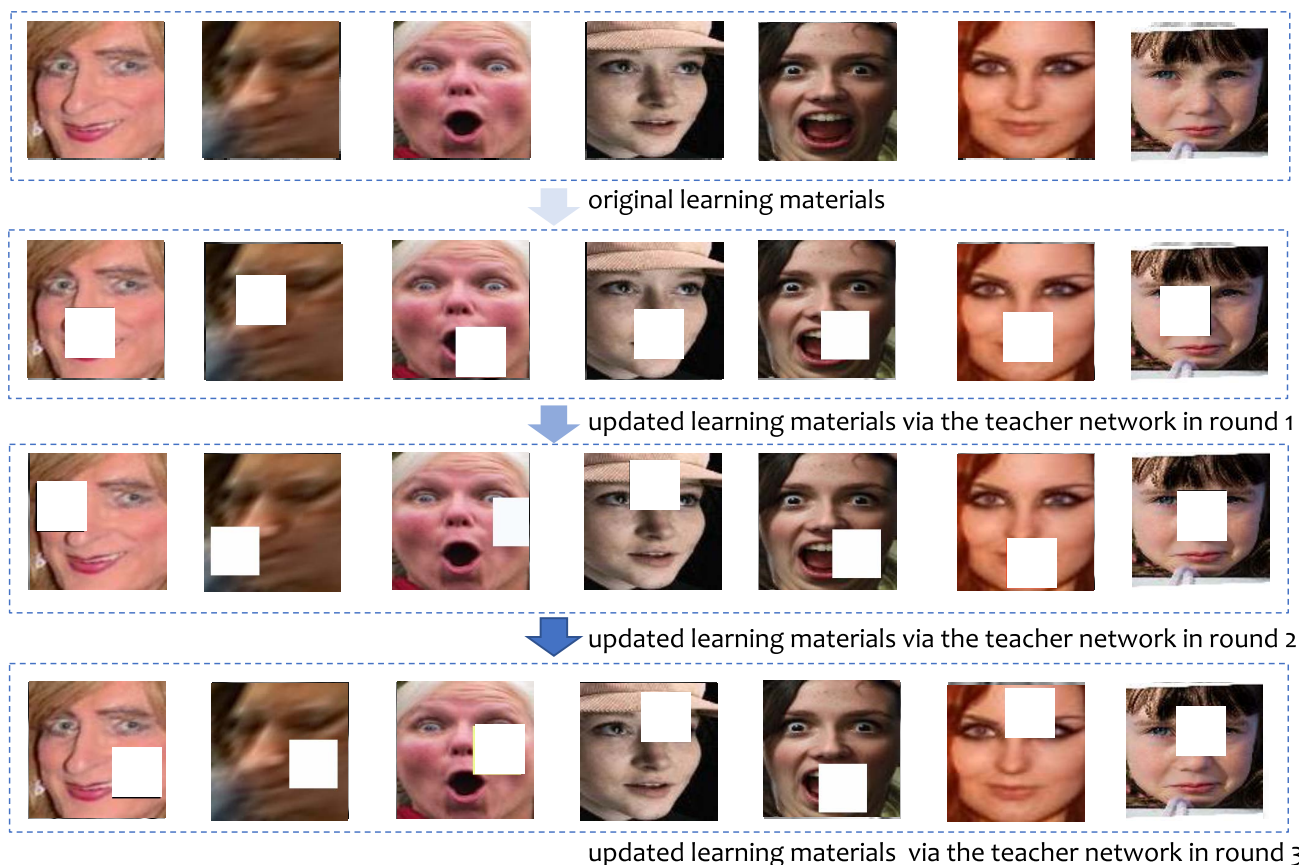 original learning materials
updated learning materials via the teacher network in round 1
updated learning materials via the teacher network in round 2
updated learning materials via the teacher network in round 3